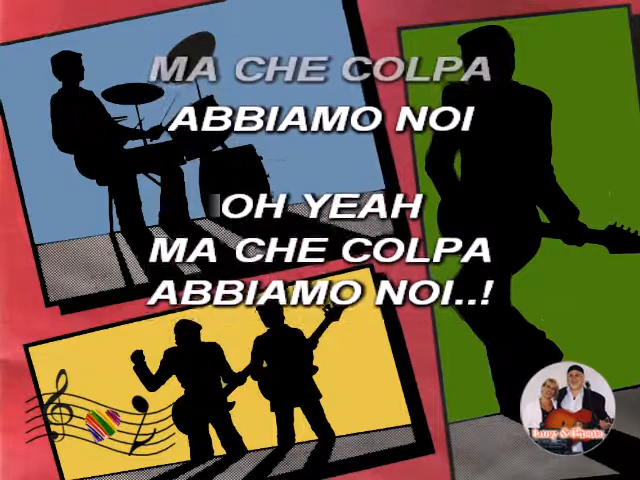 MA CHE COLPA
ABBIAMO NOI
OH YEAH
MA CHE COLPA
ABBIAMO NOI..!